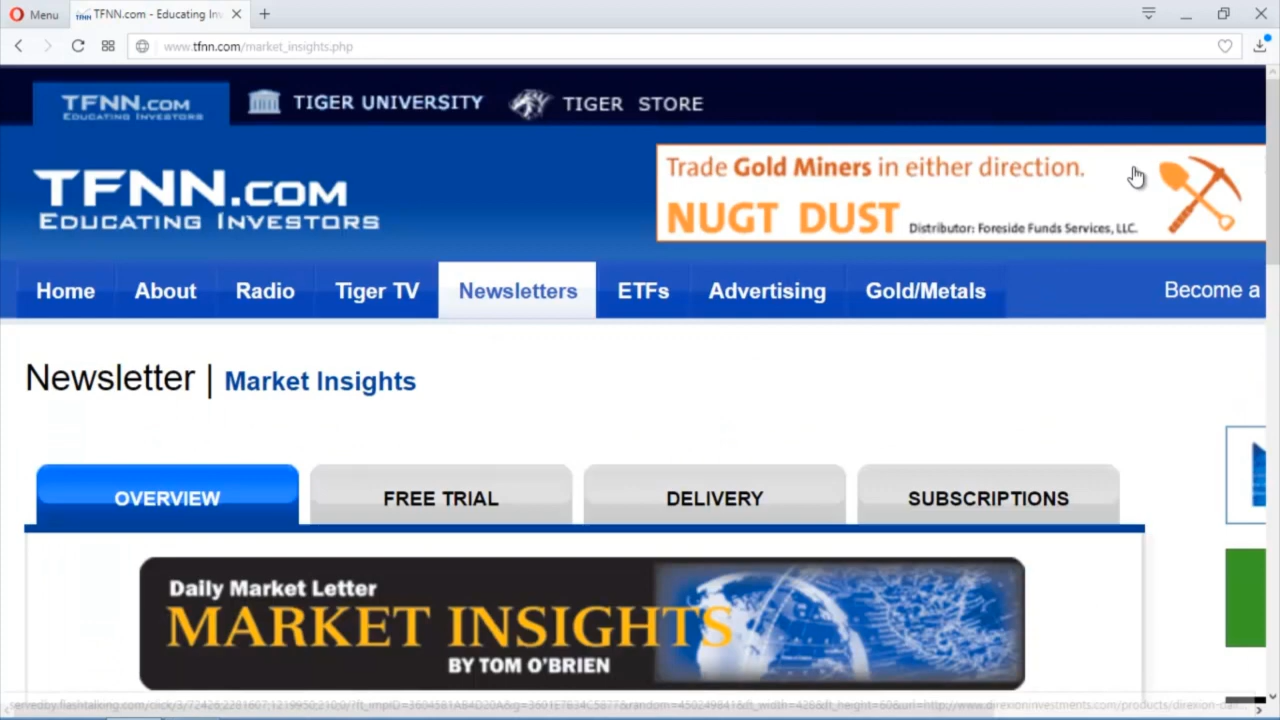 Menu
TFNN.com - Educating In
www.tfnn.com/market_insights.php
TFNN.COM
EDUCATING INVESTORS
TIGER UNIVERSITY
TIGER STORE
TFNN.COM
EDUCATING INVESTORS
Trade Gold Miners in either direction.
NUGT DUST
Distributor: Foreside Funds Services, LLC.
Home
About
Radio
Tiger TV
Newsletters
ETFs
Advertising
Gold/Metals
Become a
Newsletter | Market Insights
OVERVIEW
FREE TRIAL
DELIVERY
SUBSCRIPTIONS
Daily Market Letter
MARKET INSIGHTS
BY TOM O'BRIEN